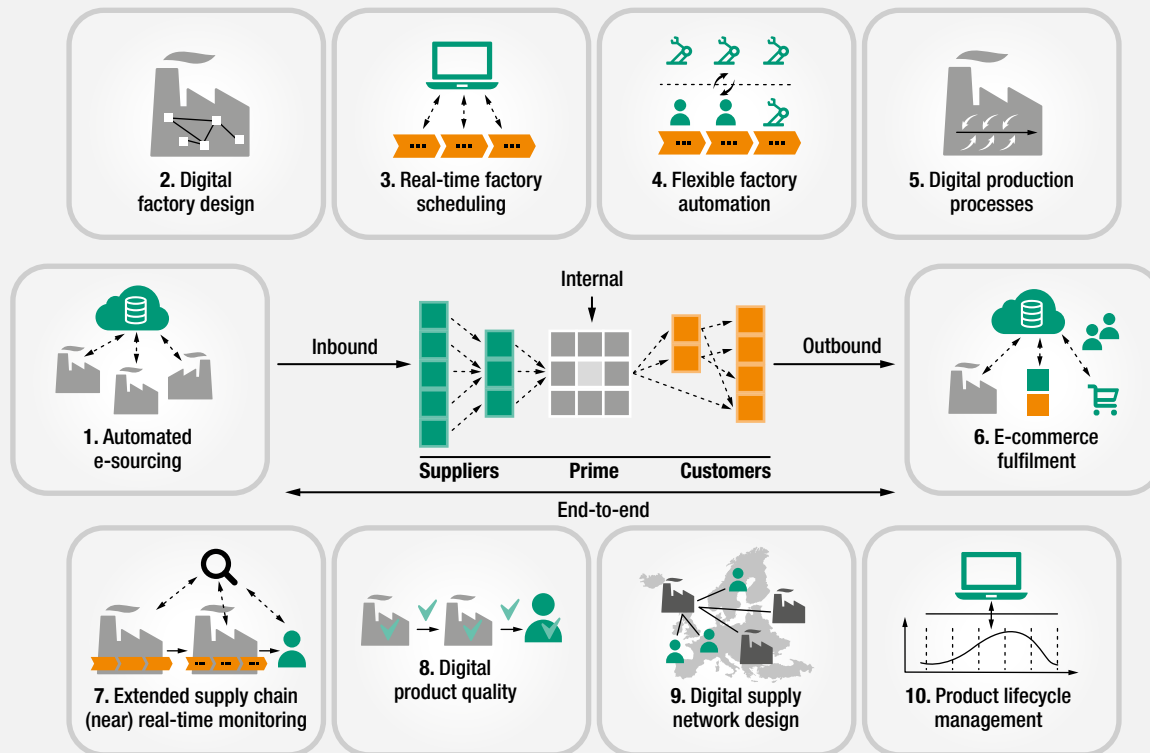 2. Digital
factory design
3. Real-time factory
scheduling
4. Flexible factory
automation
5. Digital production
processes
1. Automated
e-sourcing
Inbound
Internal
Outbound
Suppliers
Prime
Customers
End-to-end
6. E-commerce
fulfilment
7. Extended supply chain
(near) real-time monitoring
8. Digital
product quality
9. Digital supply
network design
10. Product lifecycle
management